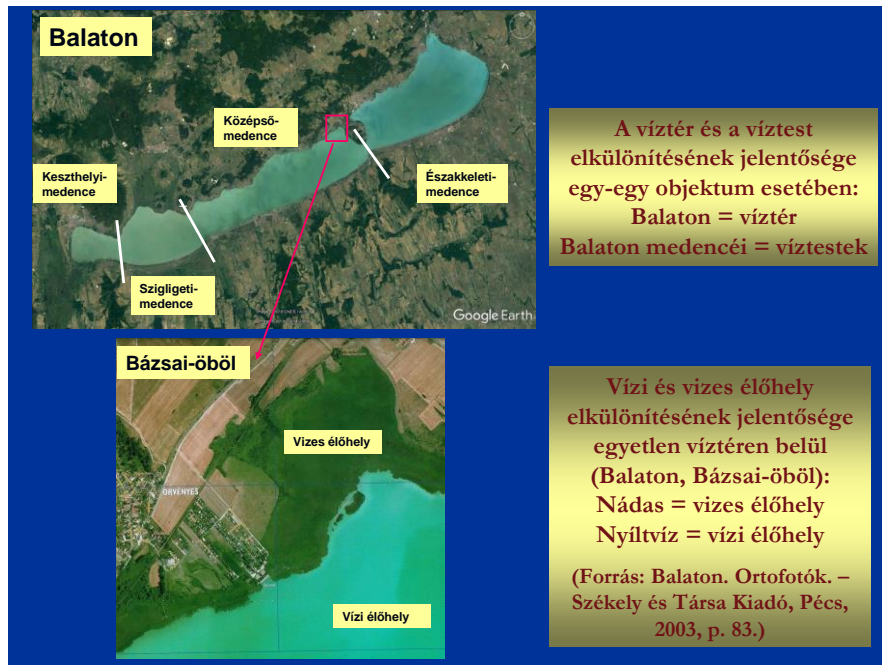 Balaton
Középső-
medence
Keszthelyi-
medence
Északkeleti-
medence
Szigligeti-
medence
Google Earth
A víztér és a víztest
elkülönítésének jelentősége
egy-egy objektum esetében:
Balaton = víztér
Balaton medencéi = víztestek
Bázsai-öböl
Vizes élőhely
ÖRVÉNYES
Vízi élőhely
Vízi és vizes élőhely
elkülönítésének jelentősége
egyetlen víztéren belül
(Balaton, Bázsai-öböl):
Nádas = vizes élőhely
Nyíltvíz = vízi élőhely
(Forrás: Balaton. Ortofotók. –
Székely és Társa Kiadó, Pécs,
2003, p. 83.)